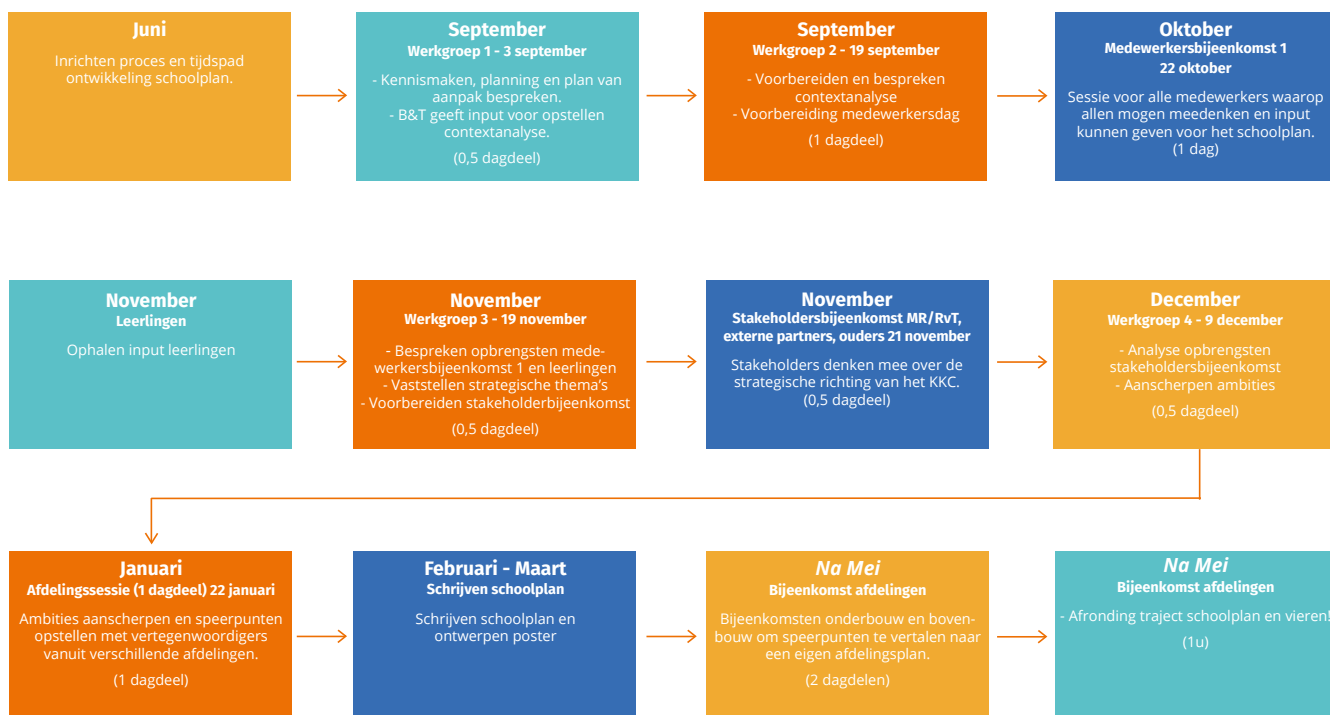 Juni
Inrichten proces en tijdspad
ontwikkeling schoolplan.
September
Werkgroep 1 - 3 september
- Kennismaken, planning en plan van
aanpak bespreken.
- B&T geeft input voor opstellen
contextanalyse.
(0,5 dagdeel)
September
Werkgroep 2 - 19 september
- Voorbereiden en bespreken
contextanalyse
- Voorbereiding medewerkersdag
(1 dagdeel)
Oktober
Medewerkersbijeenkomst 1
22 oktober
Sessie voor alle medewerkers waarop
allen mogen meedenken en input
kunnen geven voor het schoolplan.
(1 dag)
November
Leerlingen
Ophalen input leerlingen
November
Werkgroep 3 - 19 november
- Bespreken opbrengsten mede-
werkersbijeenkomst 1 en leerlingen
- Vaststellen strategische thema's
- Voorbereiden stakeholderbijeenkomst
(0,5 dagdeel)
November
Stakeholdersbijeenkomst MR/RvT,
externe partners, ouders 21 november
Stakeholders denken mee over de
strategische richting van het KKC.
(0,5 dagdeel)
December
Werkgroep 4 - 9 december
- Analyse opbrengsten
stakeholdersbijeenkomst
- Aanscherpen ambities
(0,5 dagdeel)
Januari
Afdelingssessie (1 dagdeel) 22 januari
Ambities aanscherpen en speerpunten
opstellen met vertegenwoordigers
vanuit verschillende afdelingen.
(1 dagdeel)
Februari - Maart
Schrijven schoolplan
Schrijven schoolplan en
ontwerpen poster
Na Mei
Bijeenkomst afdelingen
Bijeenkomsten onderbouw en boven-
bouw om speerpunten te vertalen naar
een eigen afdelingsplan.
(2 dagdelen)
Na Mei
Bijeenkomst afdelingen
- Afronding traject schoolplan en vieren!
(1u)